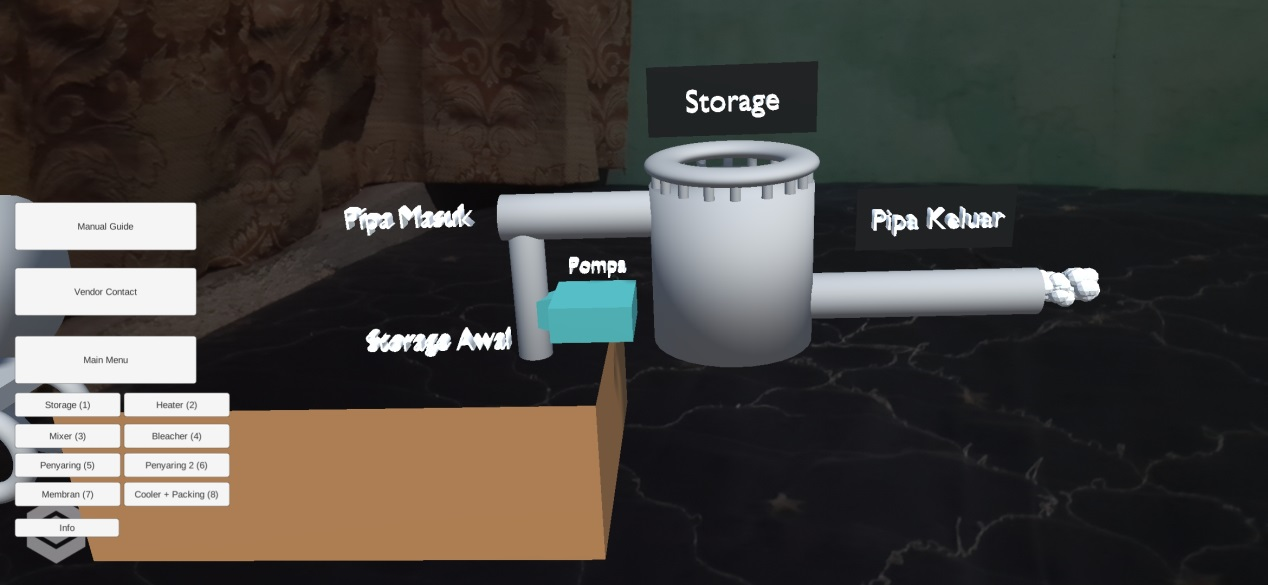 Storage
Pipa Masuk
Pipa Keluar
Pompa
Storage Awal
Manual Guide
Vendor Contact
Main Menu
Storage (1)
Heater (2)
Mixer (3)
Bleacher (4)
Penyaring (5)
Penyaring 2 (6)
Membran (7)
Cooler + Packing (8)
Info